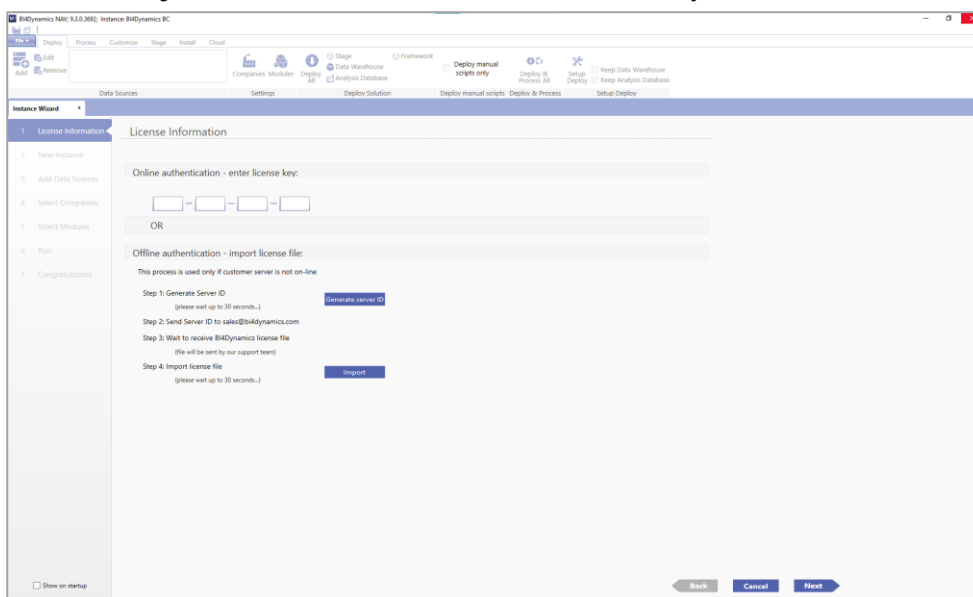 BI4Dynamics NAV; 9.3.0.3692; Instance: BI4Dynamics BC
File
Deploy Process Customize Stage Install Cloud
Add
Edit
Remove
Data Sources
Companies Modules
Settings
Deploy All
Stage
Data Warehouse
Analysis Database
Framework
Deploy Solution
Deploy manual scripts only
Deploy manual scripts
Deploy & Process All
Deploy & Process
Setup Deploy
Keep Data Warehouse
Keep Analysis Database
Setup Deploy
Instance Wizard
1 License Information
2 New Instance
3 Add Data Sources
4 Select Companies
5 Select Modules
6 Run
7 Congratulations
Show on startup
License Information
Online authentication - enter license key:
OR
Offline authentication - import license file:
This process is used only if customer server is not on-line
Step 1: Generate Server ID
(please wait up to 30 seconds...)
Generate server ID
Step 2: Send Server ID to sales@bi4dynamics.com
Step 3: Wait to receive BI4Dynamics license file
(file will be sent by our support team)
Step 4: Import license file
(please wait up to 30 seconds...)
Import
Back Cancel Next